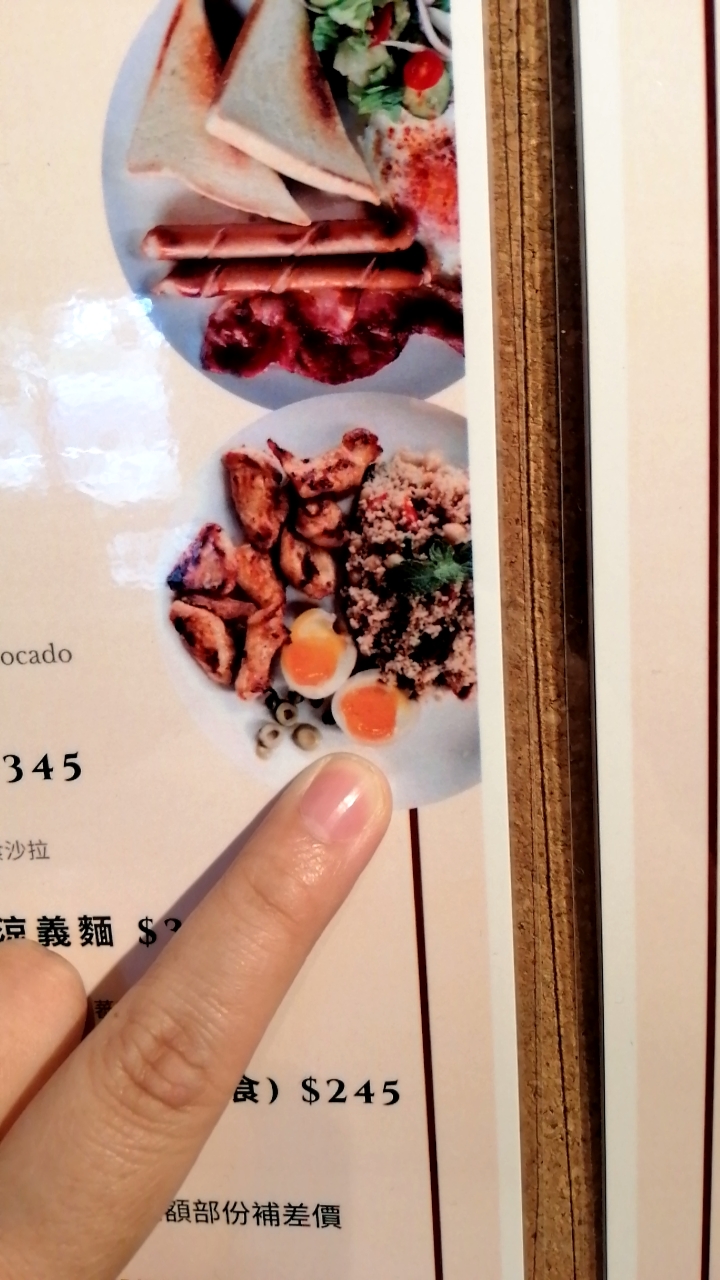 ocado
345
沙拉
涼義麵 $3
食) $245
額部份補差價